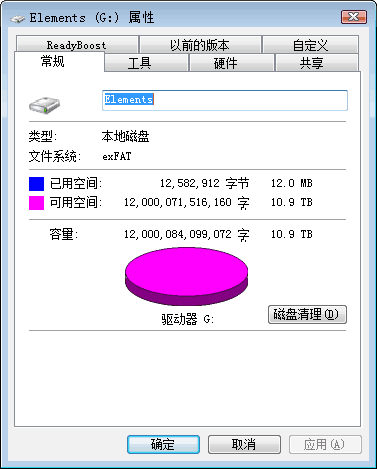 Elements (G:) 属性
ReadyBoost 以前的版本 自定义
常规 工具 硬件 共享
Elements
类型: 本地磁盘
文件系统: exFAT
已用空间: 12,582,912 字节 12.0 MB
可用空间: 12,000,071,516,160 字 10.9 TB
容量: 12,000,084,099,072 字 10.9 TB
驱动器 G: 磁盘清理(D)
确定 取消 应用(A)